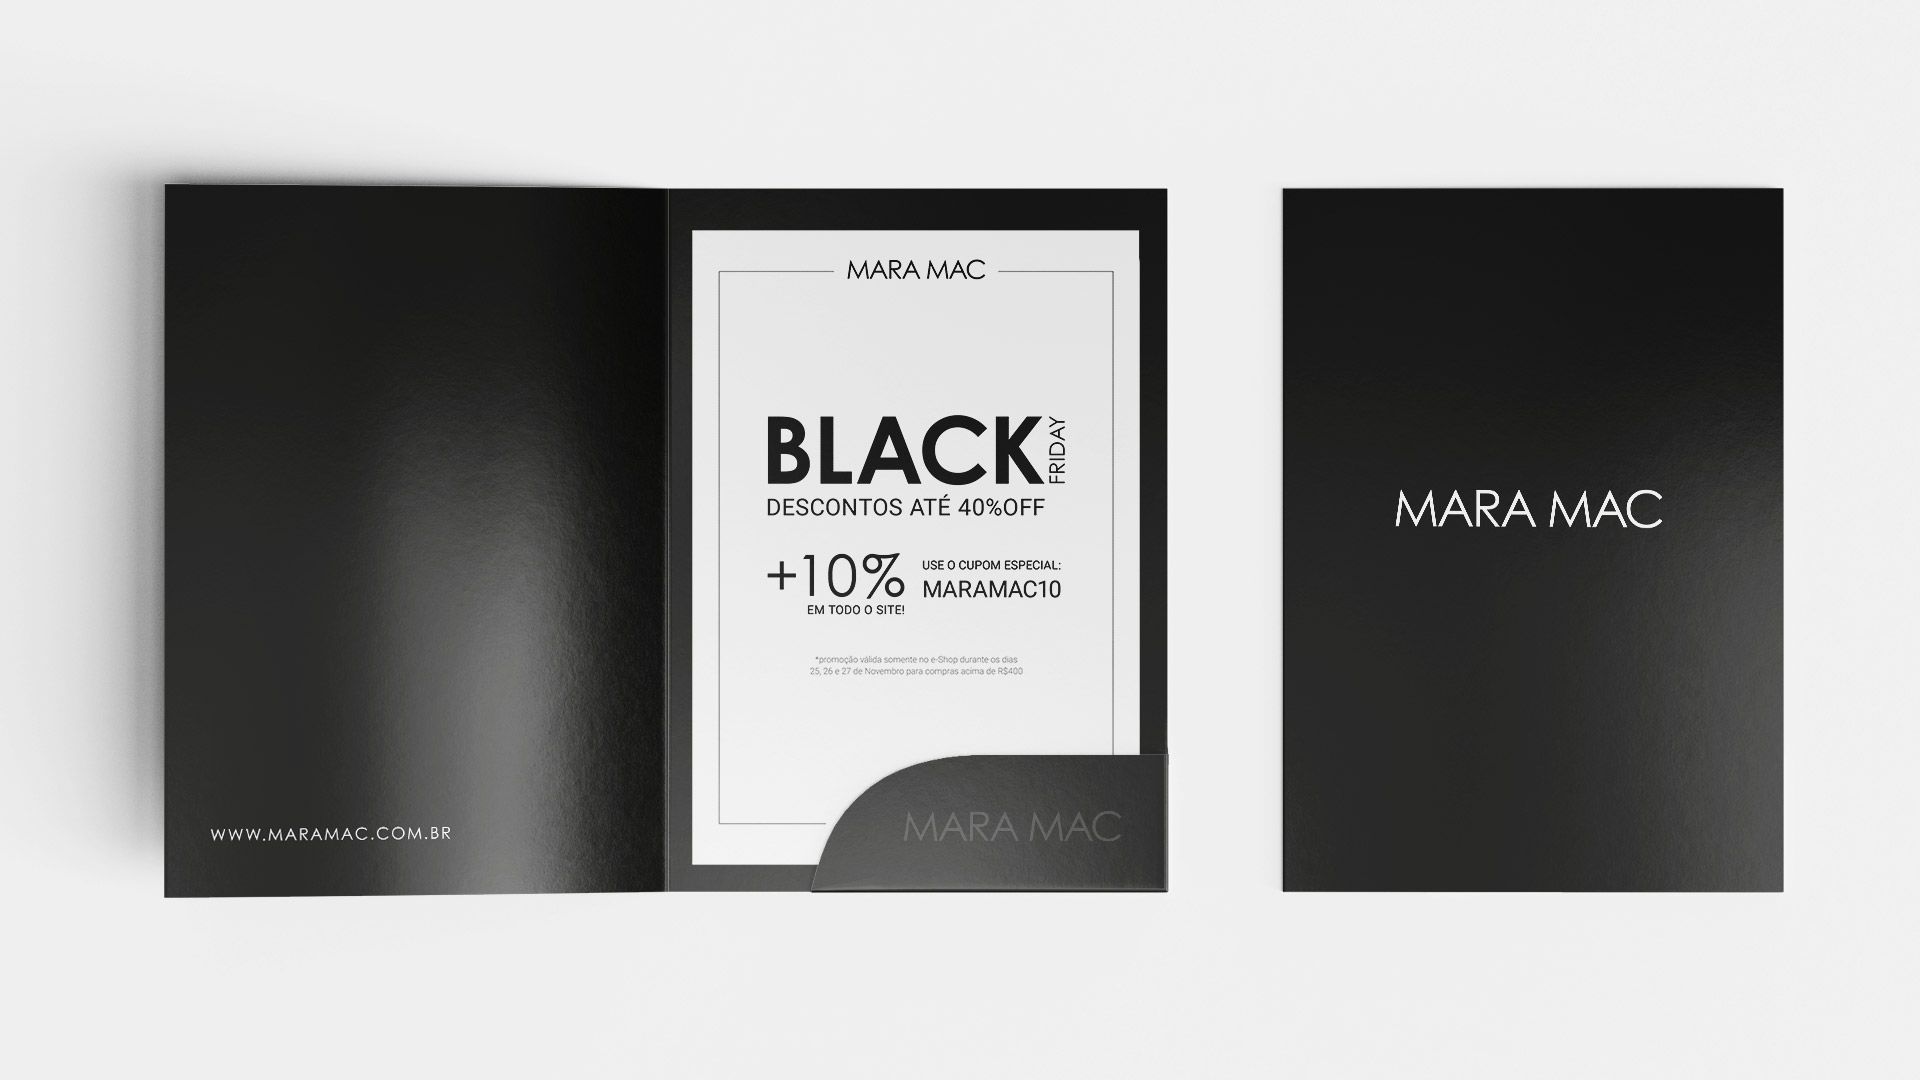 MARA MAC
BLACK
FRIDAY
DESCONTOS ATÉ 40%OFF
+10%
EM TODO O SITE!
USE O CUPOM ESPECIAL:
MARAMAC10
*promoção válida somente no e-Shop durante os dias
25, 26 e 27 de Novembro para compras acima de R$400
MARA MAC
WWW.MARAMAC.COM.BR
MARA MAC